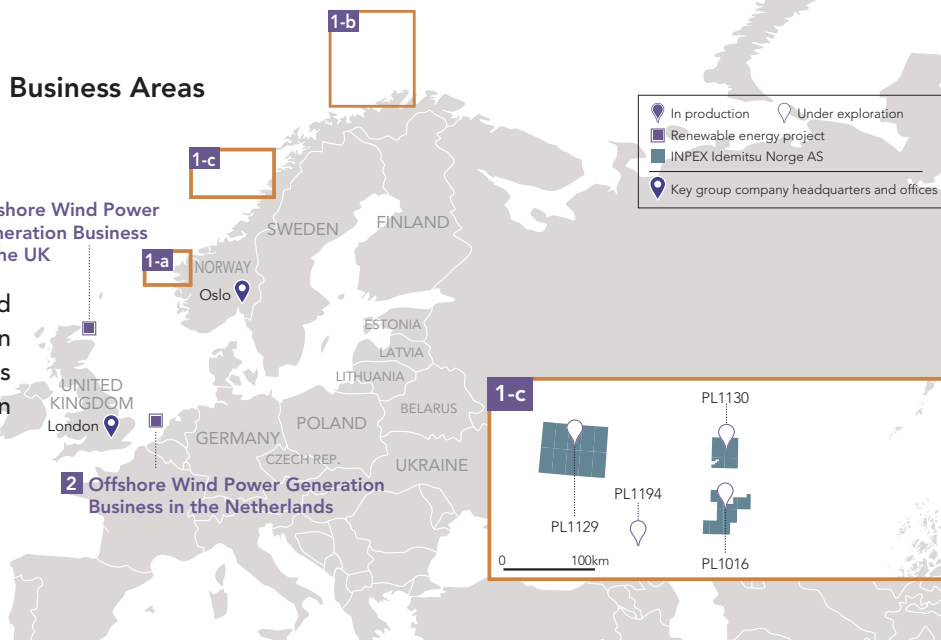 Business Areas
1-b
1-c
1-a
In production
Under exploration
Renewable energy project
INPEX Idemitsu Norge AS
Key group company headquarters and offices
shore Wind Power
neration Business
he UK
SWEDEN
FINLAND
NORWAY
Oslo
ESTONIA
LATVIA
LITHUANIA
BELARUS
UNITED
KINGDOM
London
GERMANY
POLAND
CZECH REP.
UKRAINE
d
n
s
n
2 Offshore Wind Power Generation
Business in the Netherlands
1-c
PL1130
PL1194
PL1129
PL1016
0
100km